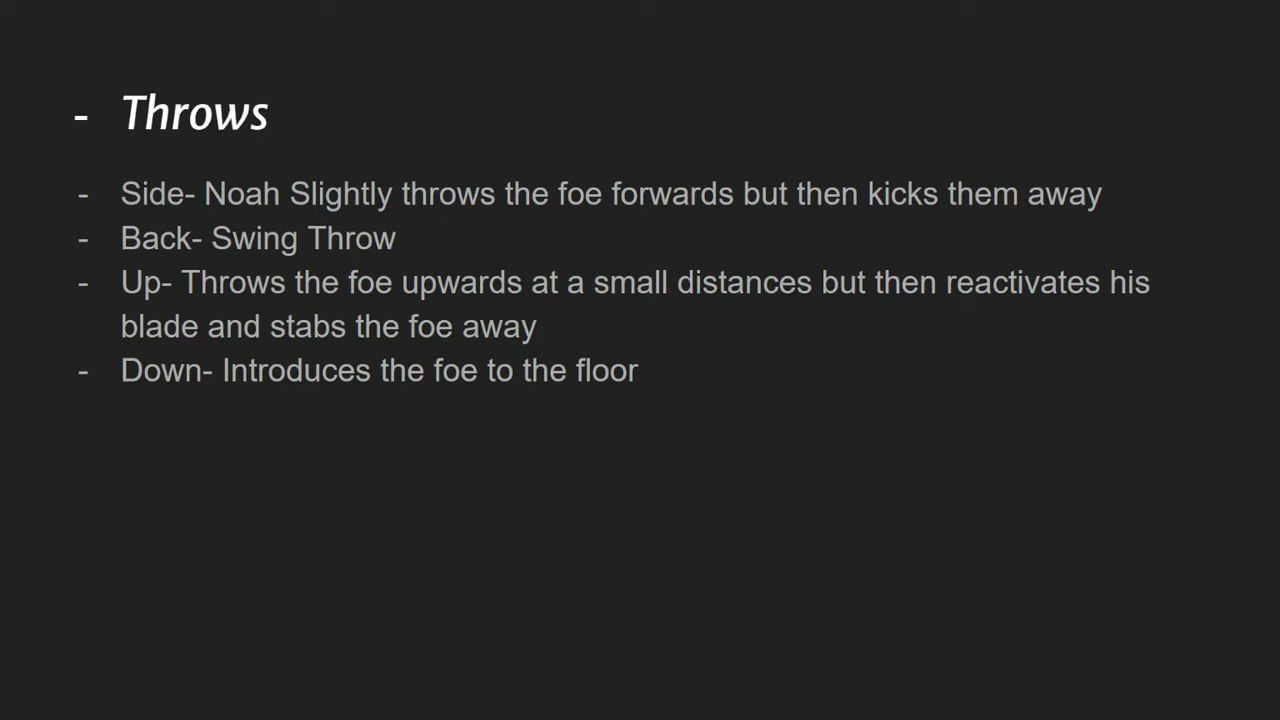 - Throws
- Side- Noah Slightly throws the foe forwards but then kicks them away
- Back- Swing Throw
- Up- Throws the foe upwards at a small distances but then reactivates his
blade and stabs the foe away
- Down- Introduces the foe to the floor